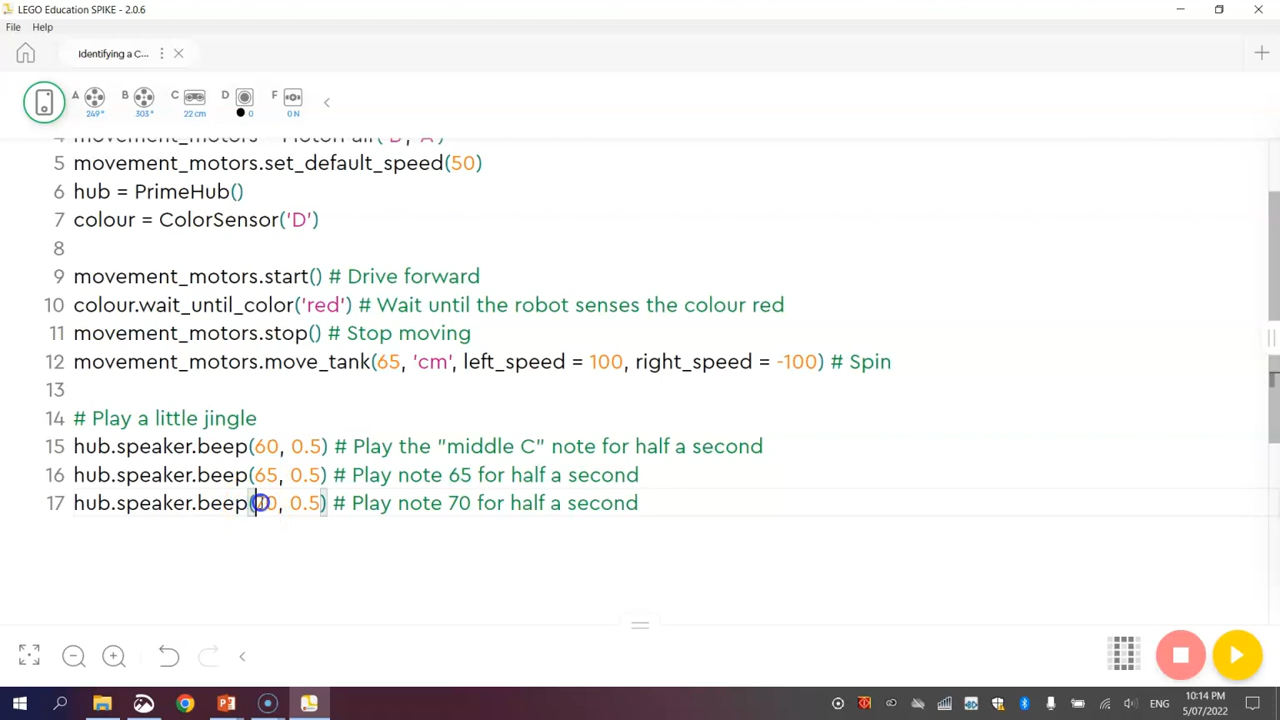 LEGO Education SPIKE - 2.0.6
File Help
Identifying a C...
A B C D F
249° 303° 22 cm 0 0 N
4 movement_motors = MotorPair('B', 'A')
5 movement_motors.set_default_speed(50)
6 hub = PrimeHub()
7 colour = ColorSensor('D')
8
9 movement_motors.start() # Drive forward
10 colour.wait_until_color('red') # Wait until the robot senses the colour red
11 movement_motors.stop() # Stop moving
12 movement_motors.move_tank(65, 'cm', left_speed = 100, right_speed = -100) # Spin
13
14 # Play a little jingle
15 hub.speaker.beep(60, 0.5) # Play the "middle C" note for half a second
16 hub.speaker.beep(65, 0.5) # Play note 65 for half a second
17 hub.speaker.beep(70, 0.5) # Play note 70 for half a second
ENG
10:14 PM
5/07/2022